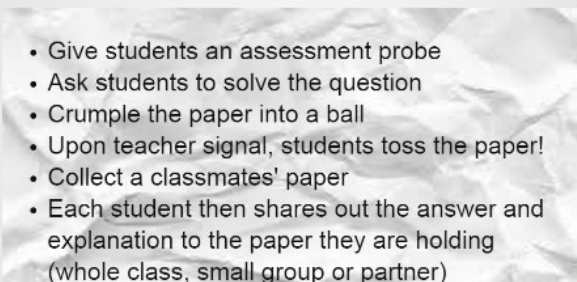 • Give students an assessment probe
• Ask students to solve the question
• Crumple the paper into a ball
• Upon teacher signal, students toss the paper!
• Collect a classmates' paper
• Each student then shares out the answer and
explanation to the paper they are holding
(whole class, small group or partner)